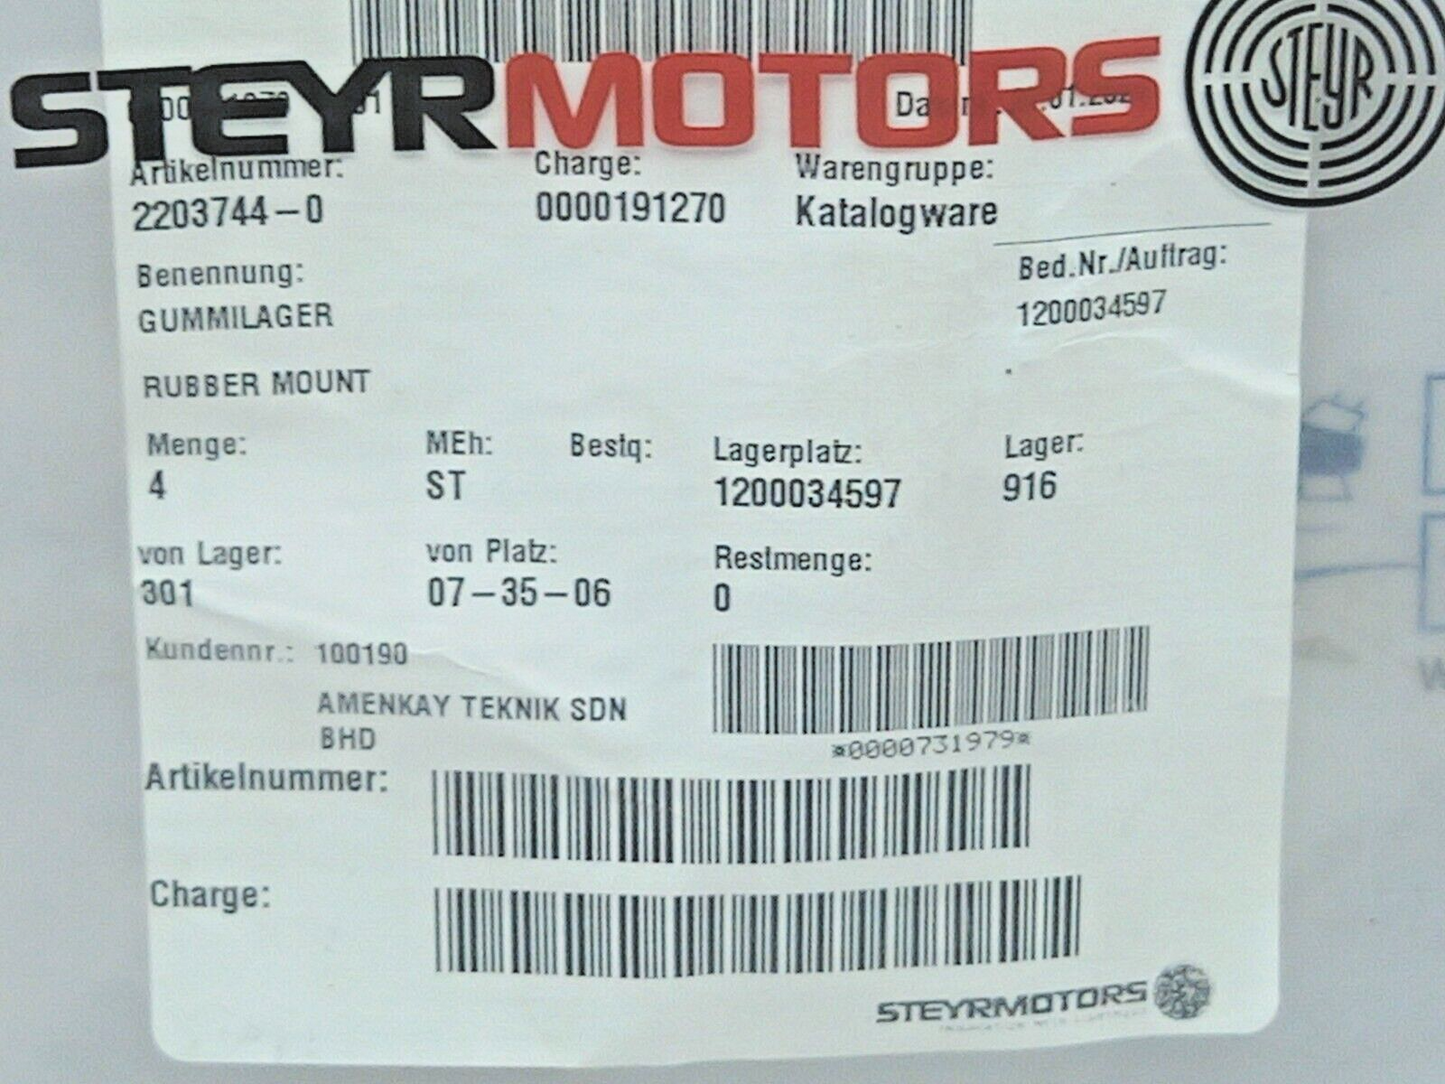 STEYRMOTORS
STEYR
Artikelnummer: Charge: Warengruppe:
2203744-0 0000191270 Katalogware
Benennung: Bed.Nr./Auftrag:
GUMMILAGER 1200034597
RUBBER MOUNT
Menge: MEh: Bestq: Lagerplatz: Lager:
4 ST 1200034597 916
von Lager: von Platz: Restmenge:
301 07-35-06 0
Kundennr.: 100190
AMENKAY TEKNIK SDN
BHD
*0000731979*
Artikelnummer:
Charge:
STEYRMOTORS